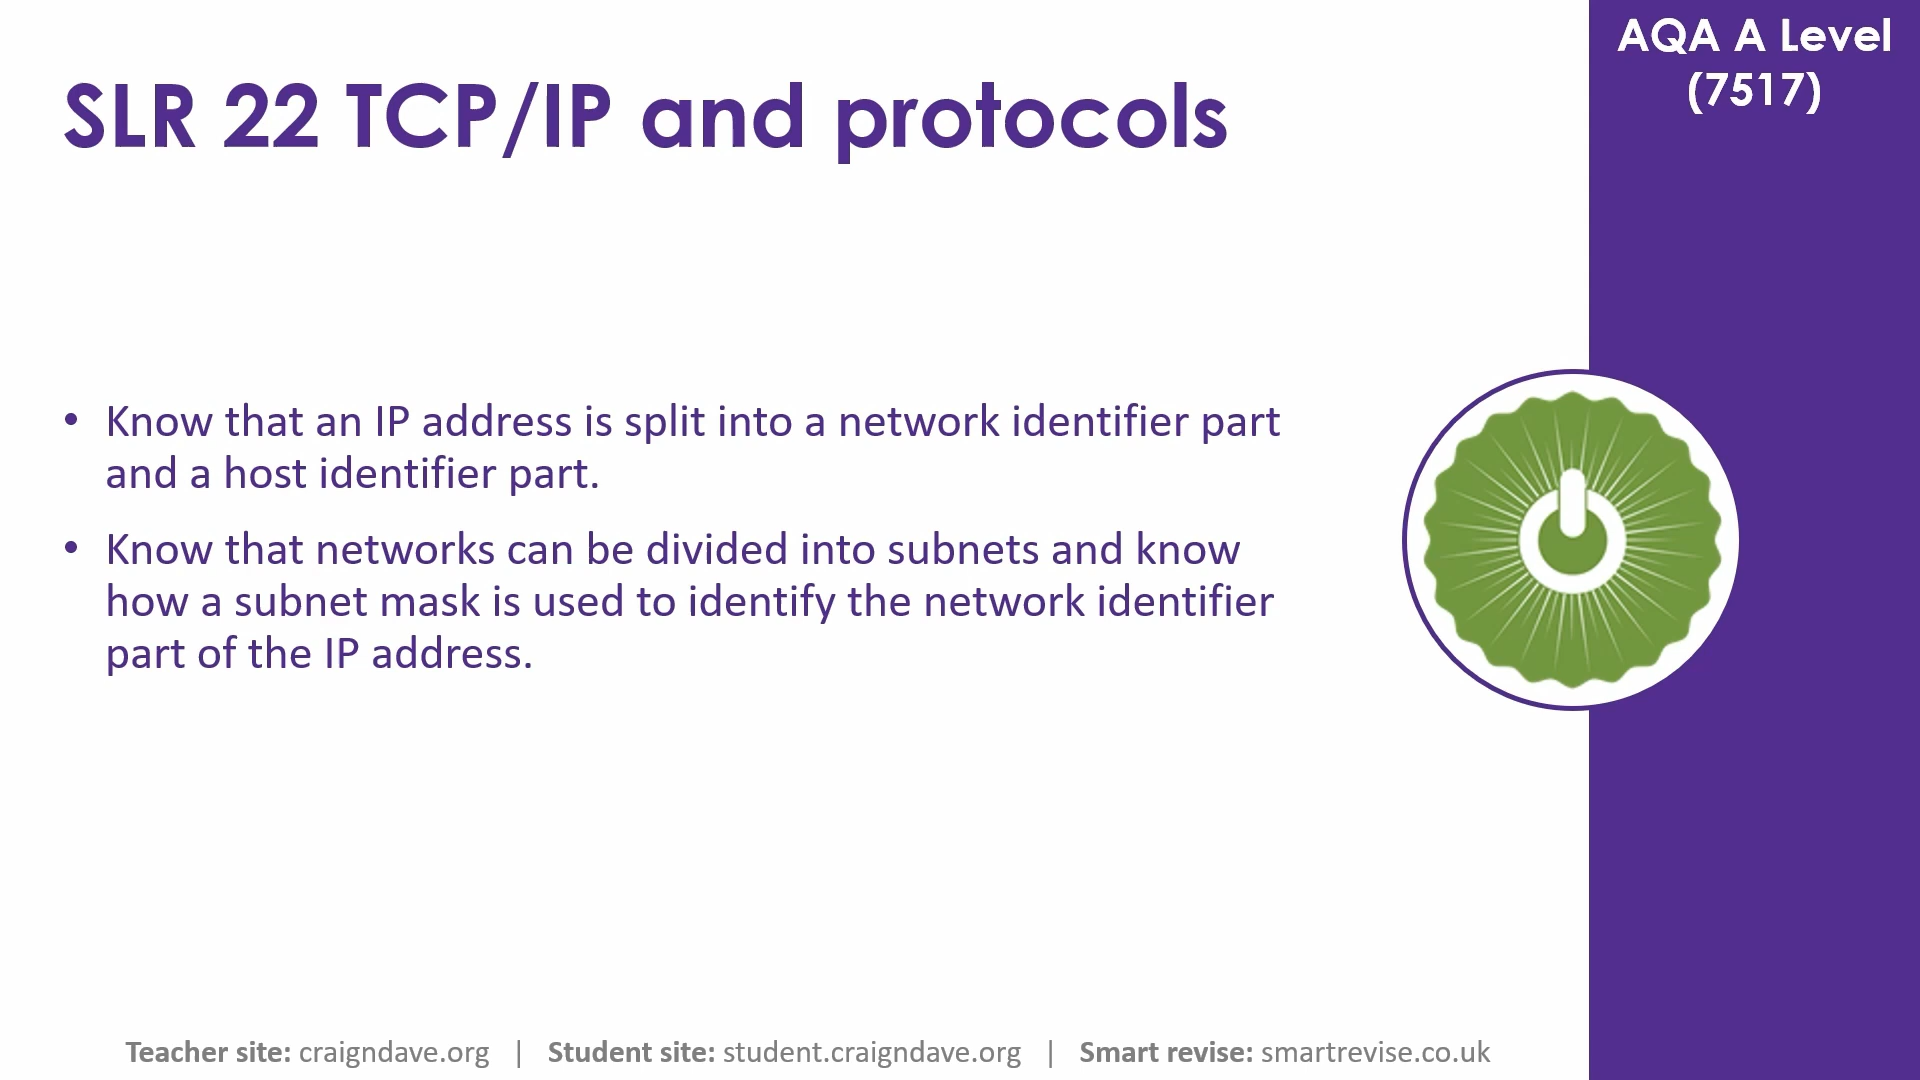 AQA A Level
(7517)
SLR 22 TCP/IP and protocols
• Know that an IP address is split into a network identifier part
and a host identifier part.
• Know that networks can be divided into subnets and know
how a subnet mask is used to identify the network identifier
part of the IP address.
Teacher site: craigndave.org | Student site: student.craigndave.org | Smart revise: smartrevise.co.uk